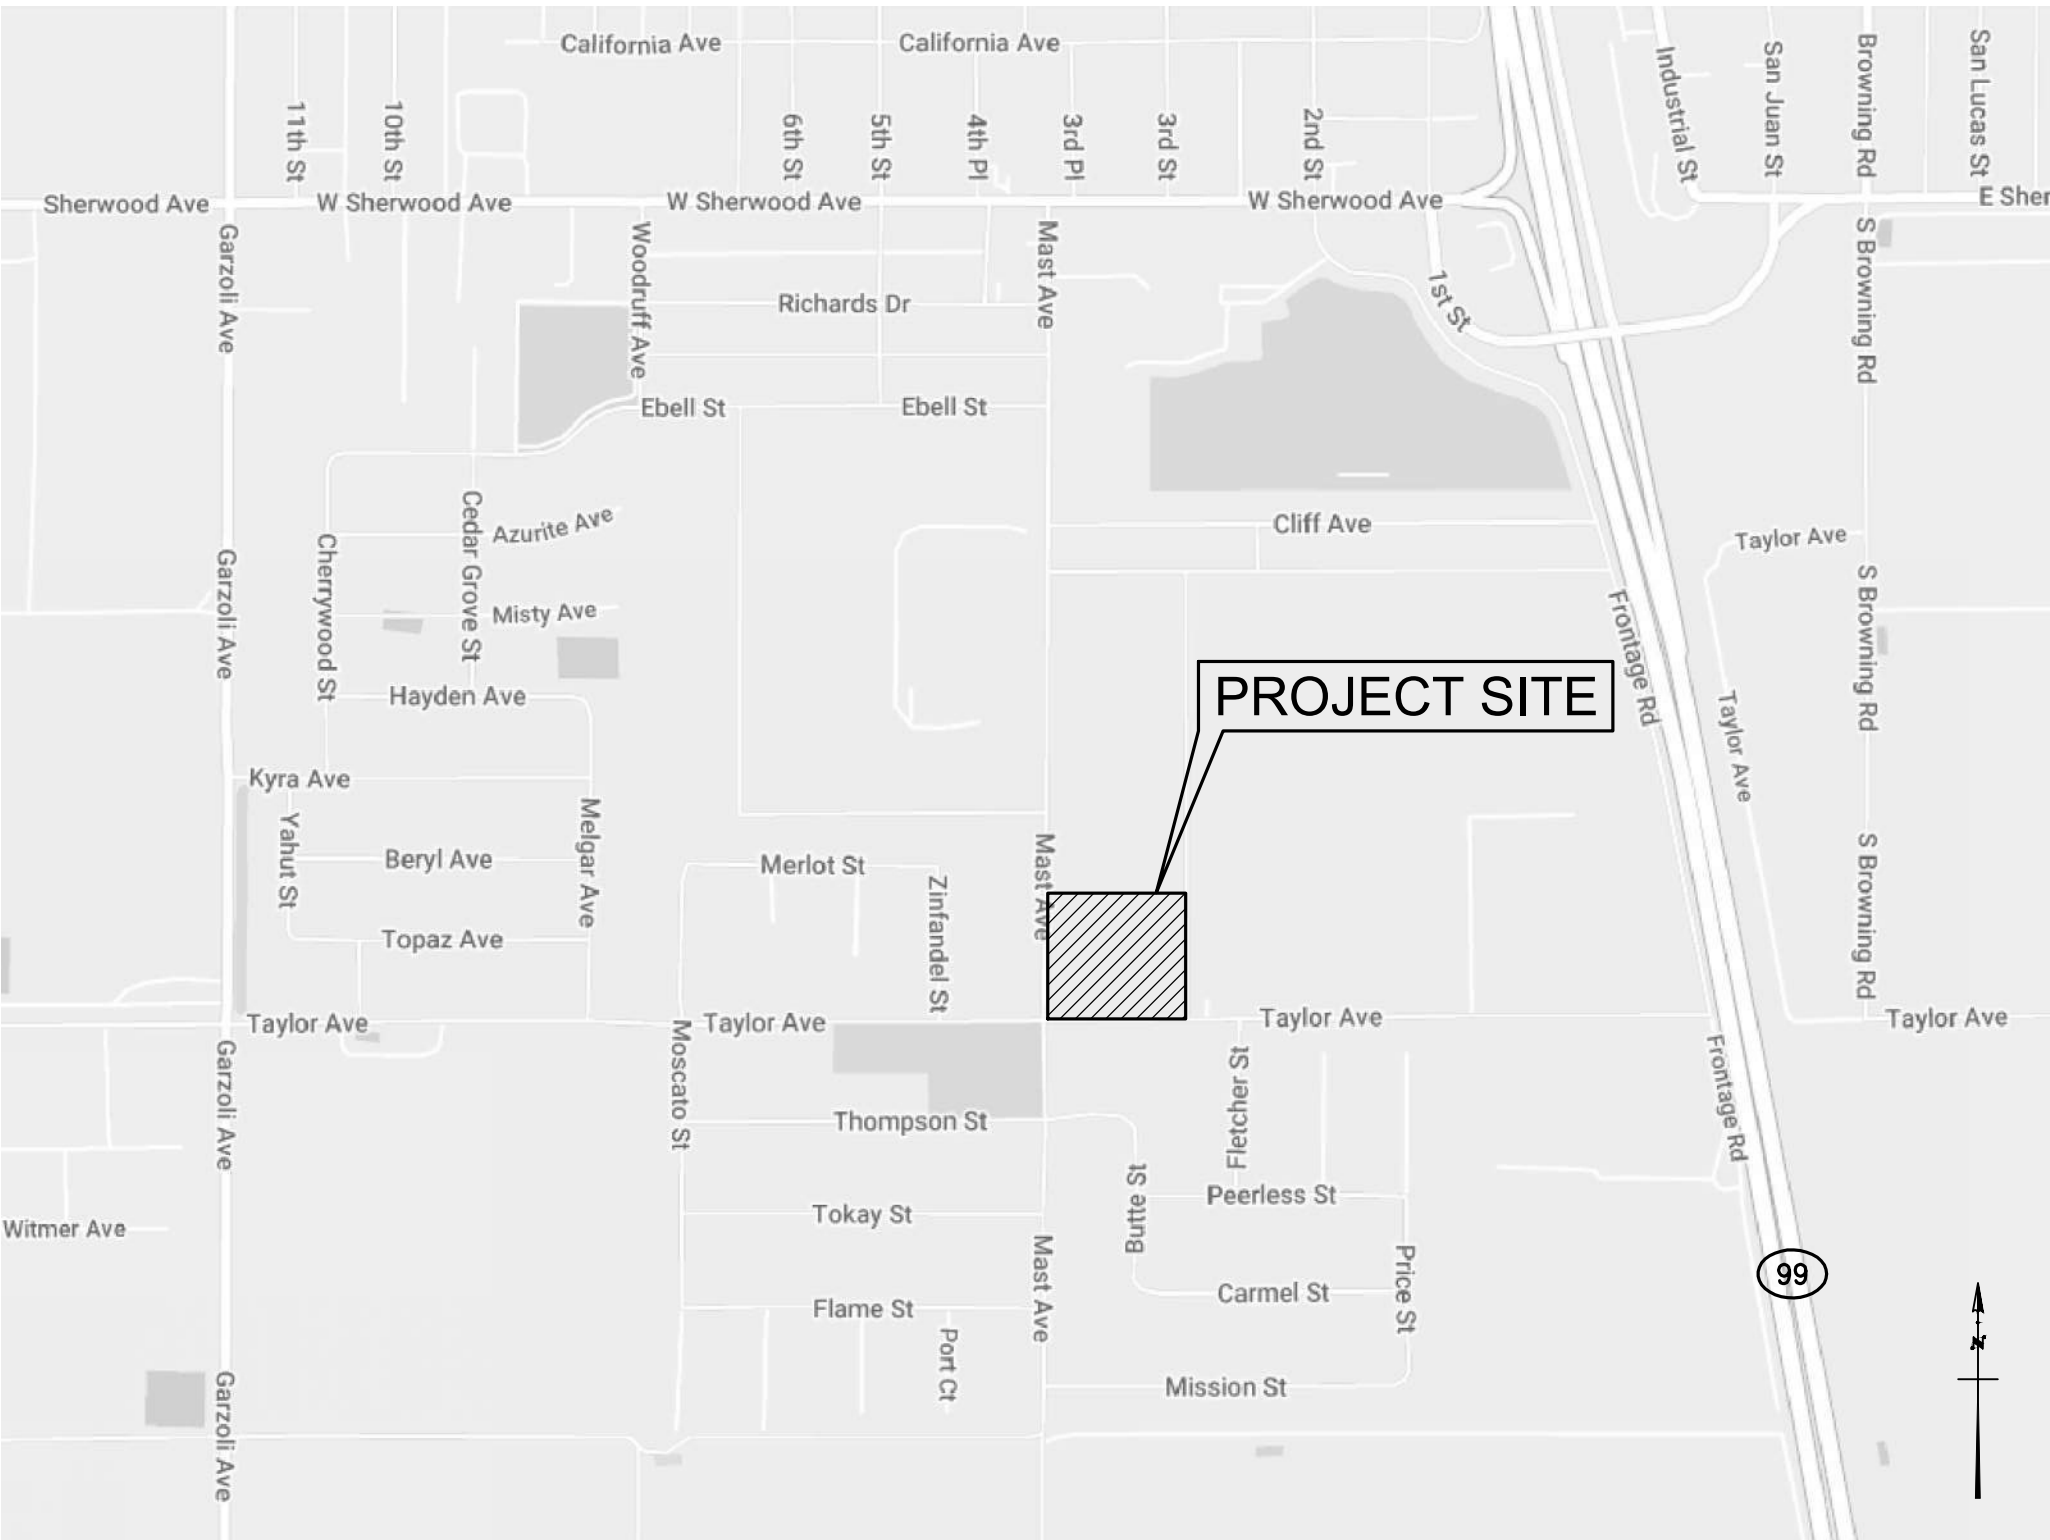 California Ave
California Ave
11th St
10th St
6th St
5th St
4th Pl
3rd Pl
3rd St
2nd St
Industrial St
San Juan St
Browning Rd
San Lucas St
Sherwood Ave
W Sherwood Ave
W Sherwood Ave
W Sherwood Ave
E Sher
Garzoli Ave
Woodruff Ave
Mast Ave
1st St
S Browning Rd
Richards Dr
Ebell St
Ebell St
Cedar Grove St
Azurite Ave
Cliff Ave
Taylor Ave
Cherrywood St
Garzoli Ave
Misty Ave
Frontage Rd
S Browning Rd
Hayden Ave
PROJECT SITE
Taylor Ave
Kyra Ave
Yahut St
Melgar Ave
Beryl Ave
Merlot St
Zinfandel St
Mast Ave
S Browning Rd
Topaz Ave
Taylor Ave
Taylor Ave
Taylor Ave
Taylor Ave
Garzoli Ave
Moscato St
Thompson St
Fletcher St
Frontage Rd
Butte St
Peerless St
Tokay St
Witmer Ave
Mast Ave
Price St
Carmel St
99
Flame St
Port Ct
N
Mission St
Garzoli Ave